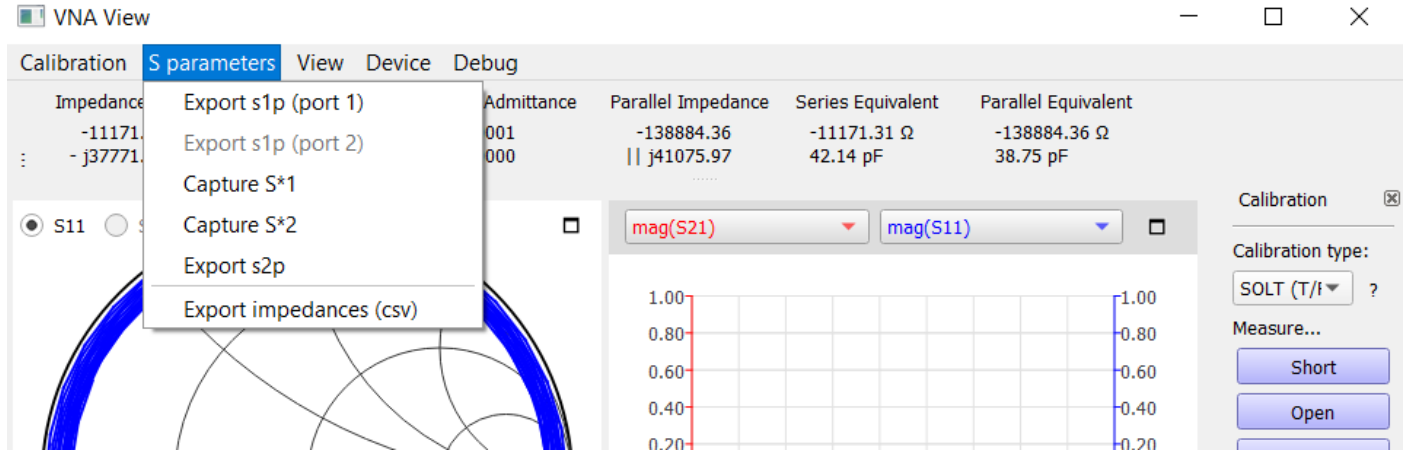 VNA View
Calibration S parameters View Device Debug
Impedance Admittance Parallel Impedance Series Equivalent Parallel Equivalent
-11171. 001 -138884.36 -11171.31 Ω -138884.36 Ω
- j37771. 000 || j41075.97 42.14 pF 38.75 pF
Export s1p (port 1)
Export s1p (port 2)
Capture S*1
Capture S*2
Export s2p
Export impedances (csv)
S11
mag(S21) mag(S11)
1.00 1.00
0.80 0.80
0.60 0.60
0.40 0.40
0.20 0.20
Calibration
Calibration type:
SOLT (T/ ?
Measure...
Short
Open